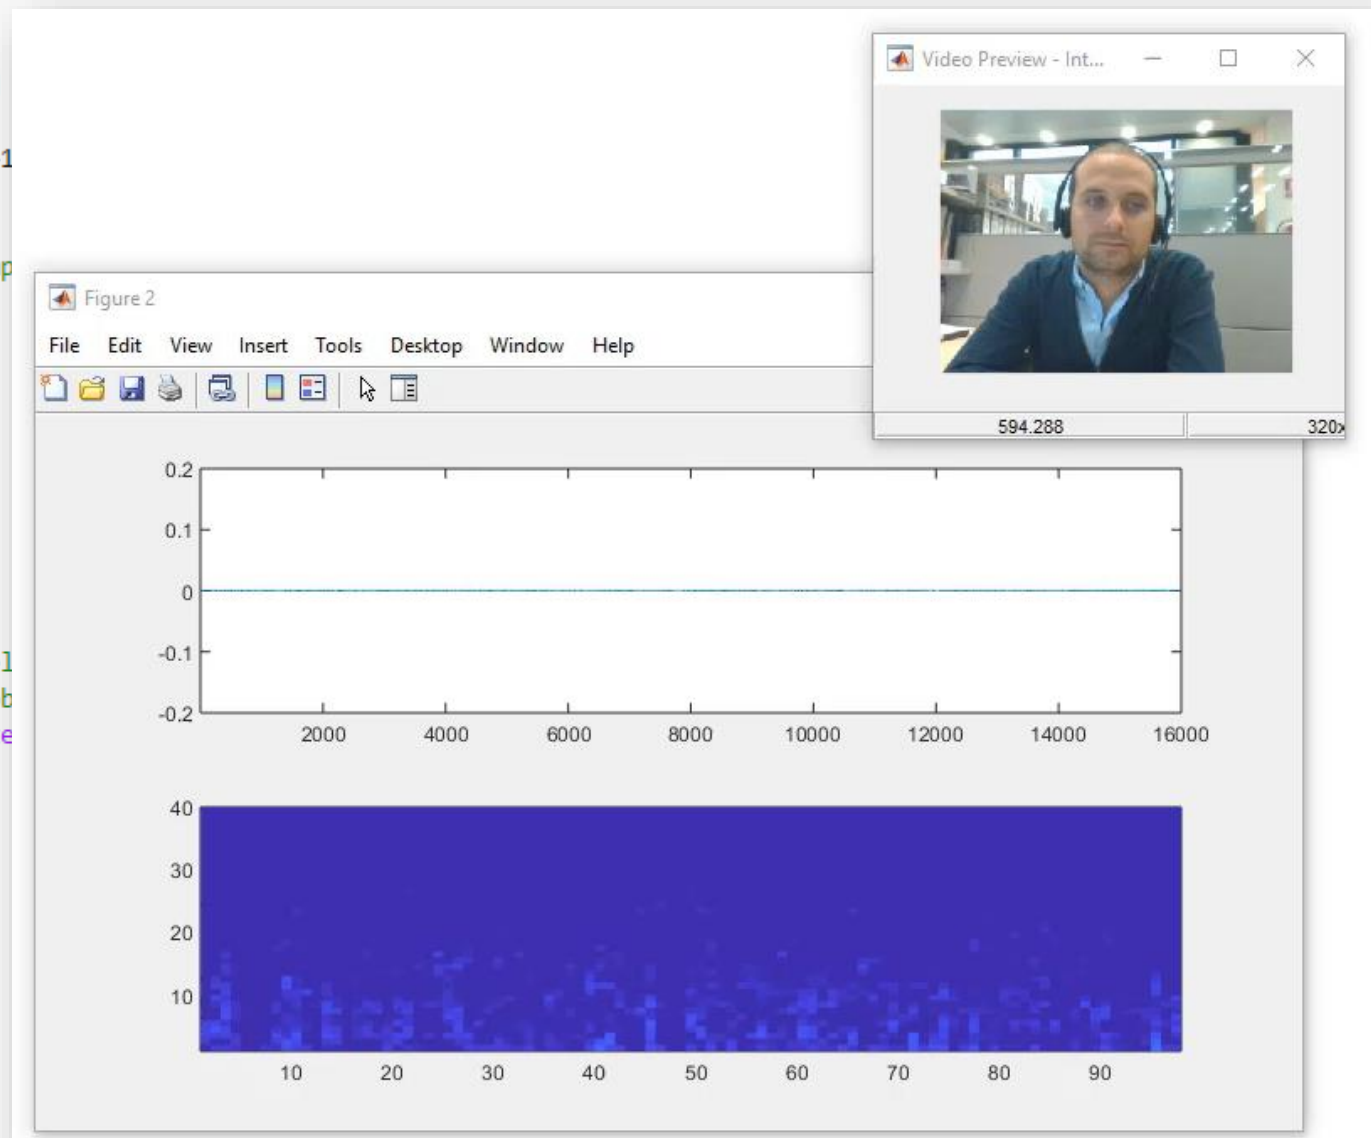 Video Preview - Int...
1
p
Figure 2
File Edit View Insert Tools Desktop Window Help
594.288 320x
0.2
0.1
0
-0.1
-0.2
2000 4000 6000 8000 10000 12000 14000 16000
l
b
e
40
30
20
10
10 20 30 40 50 60 70 80 90